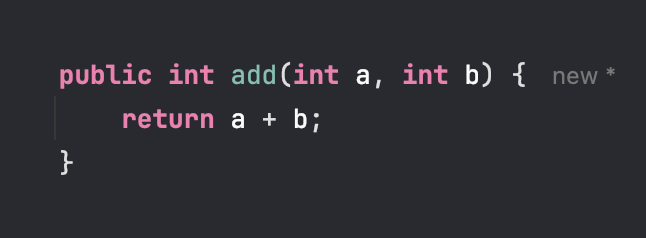 public int add(int a, int b) { new *
    return a + b;
}